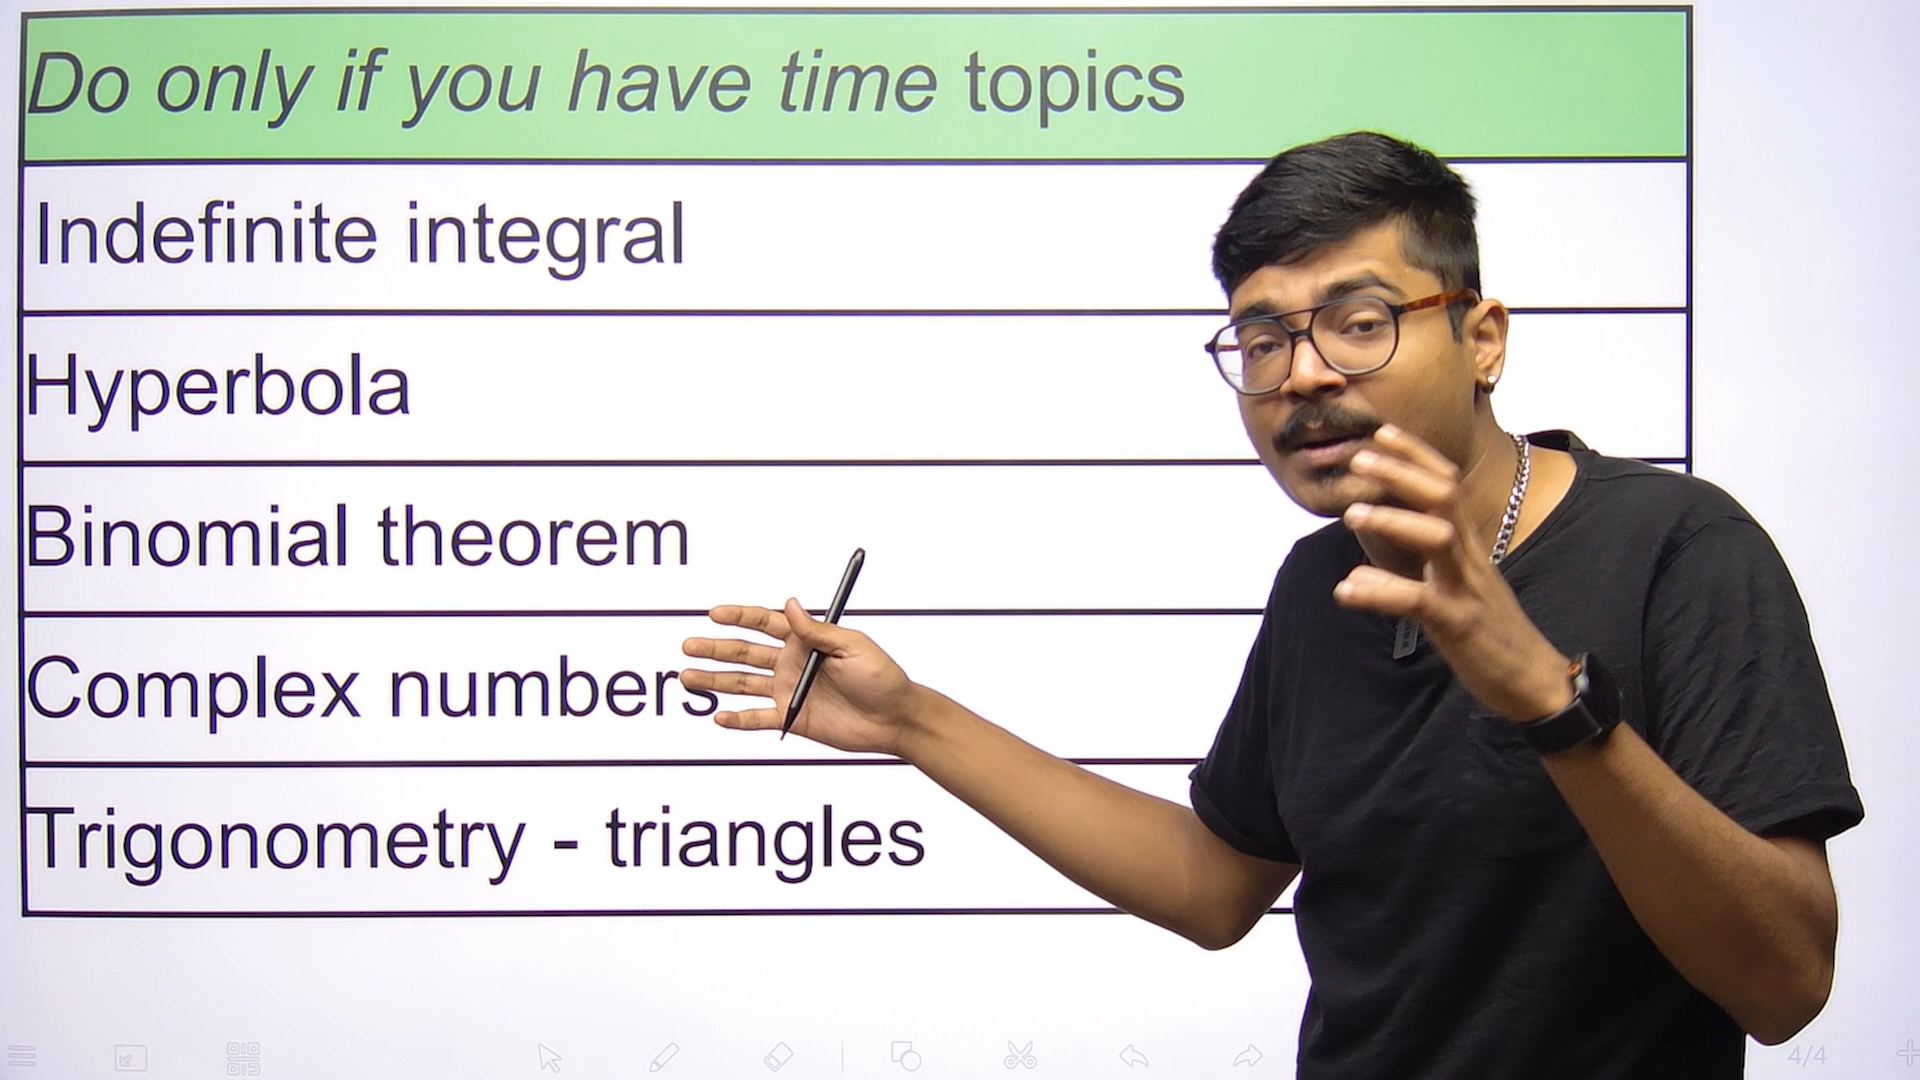 Do only if you have time topics
Indefinite integral
Hyperbola
Binomial theorem
Complex numbers
Trigonometry - triangles
4/4